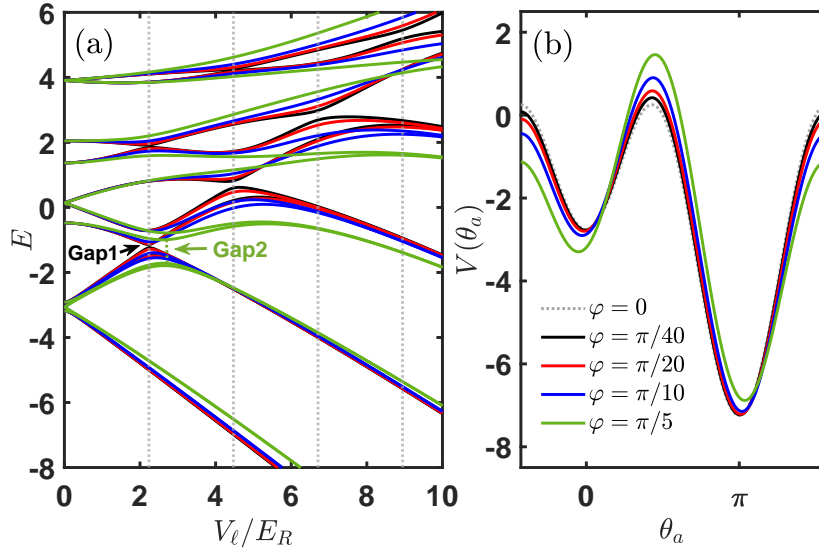 (a)
6
4
2
0
-2
-4
-6
-8
E
Gap1
Gap2
0 2 4 6 8 10
V_ℓ/E_R
(b)
2
0
-2
-4
-6
-8
V(θ_a)
φ = 0
φ = π/40
φ = π/20
φ = π/10
φ = π/5
0 π
θ_a